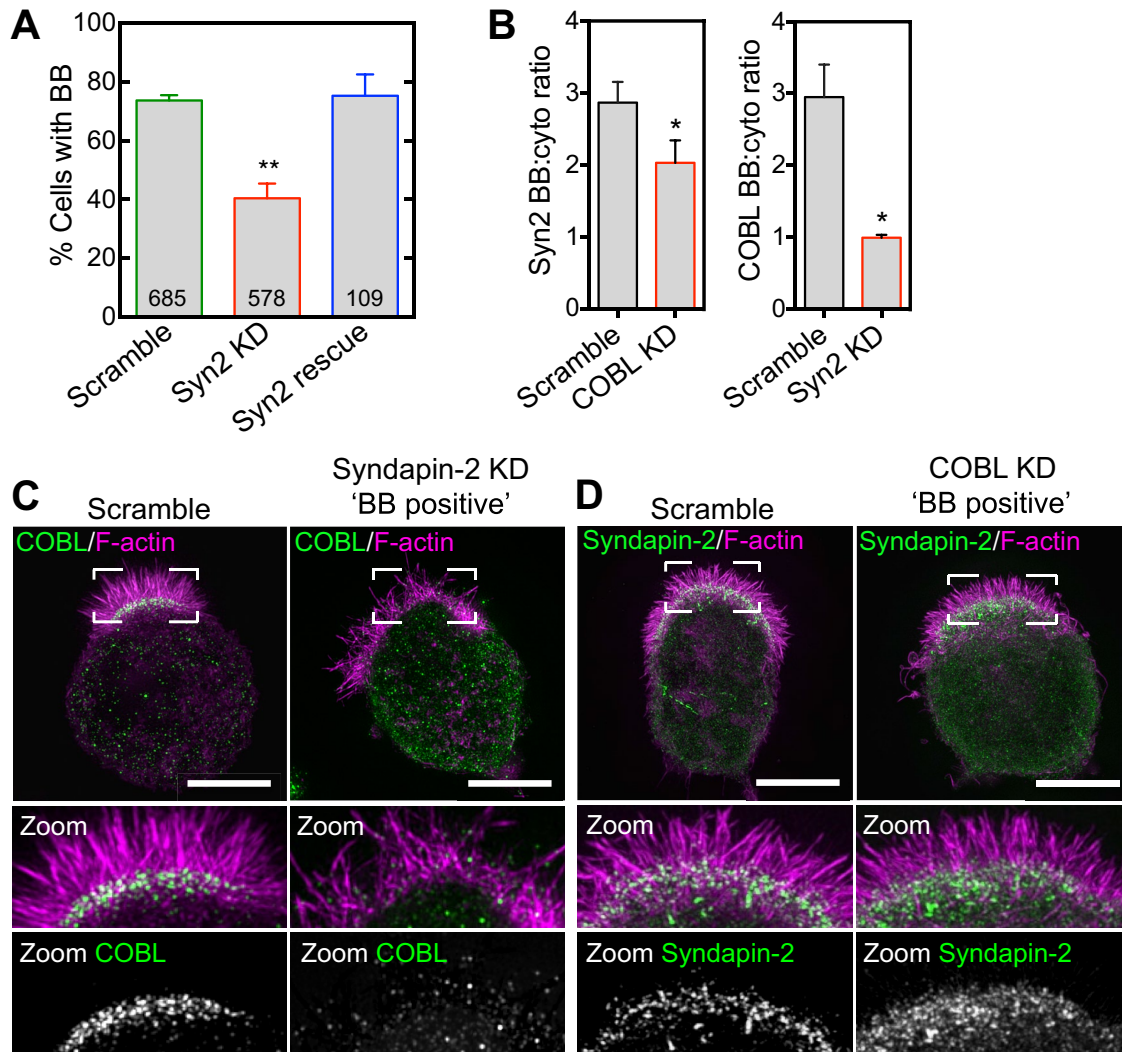 A
% Cells with BB
100
80
60
40
20
0
**
685
578
109
Scramble
Syn2 KD
Syn2 rescue
B
Syn2 BB:cyto ratio
4
3
2
1
0
*
Scramble
COBL KD
COBL BB:cyto ratio
4
3
2
1
0
*
Scramble
Syn2 KD
C
Scramble
Syndapin-2 KD
‘BB positive’
COBL/F-actin
COBL/F-actin
Zoom
Zoom
Zoom COBL
Zoom COBL
D
Scramble
COBL KD
‘BB positive’
Syndapin-2/F-actin
Syndapin-2/F-actin
Zoom
Zoom
Zoom Syndapin-2
Zoom Syndapin-2